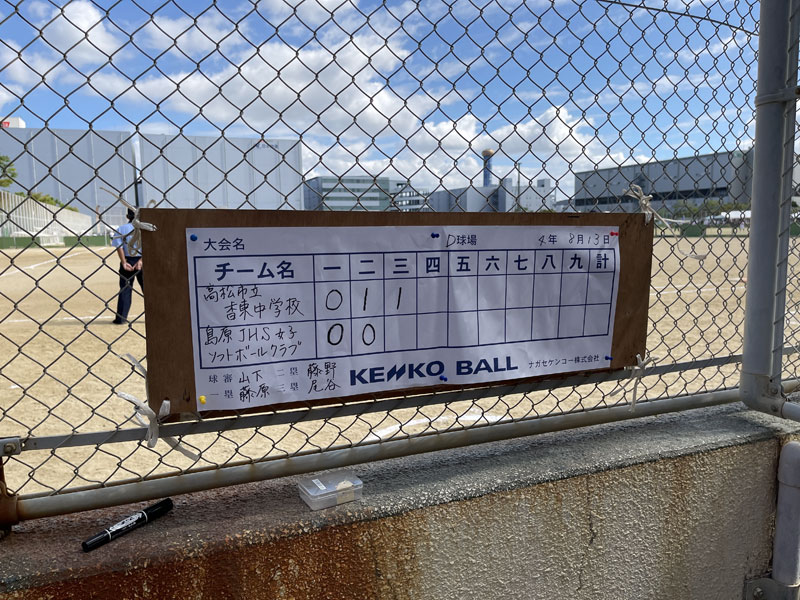 大会名 D球場 4年 8月13日
チーム名 一 二 三 四 五 六 七 八 九 計
高松市立
香東中学校 0 1 1
島原JHS女子
ソフトボールクラブ 0 0
球審 山下 二塁 藤野
一塁 藤原 三塁 尾谷
KENKO BALL ナガセケンコー株式会社